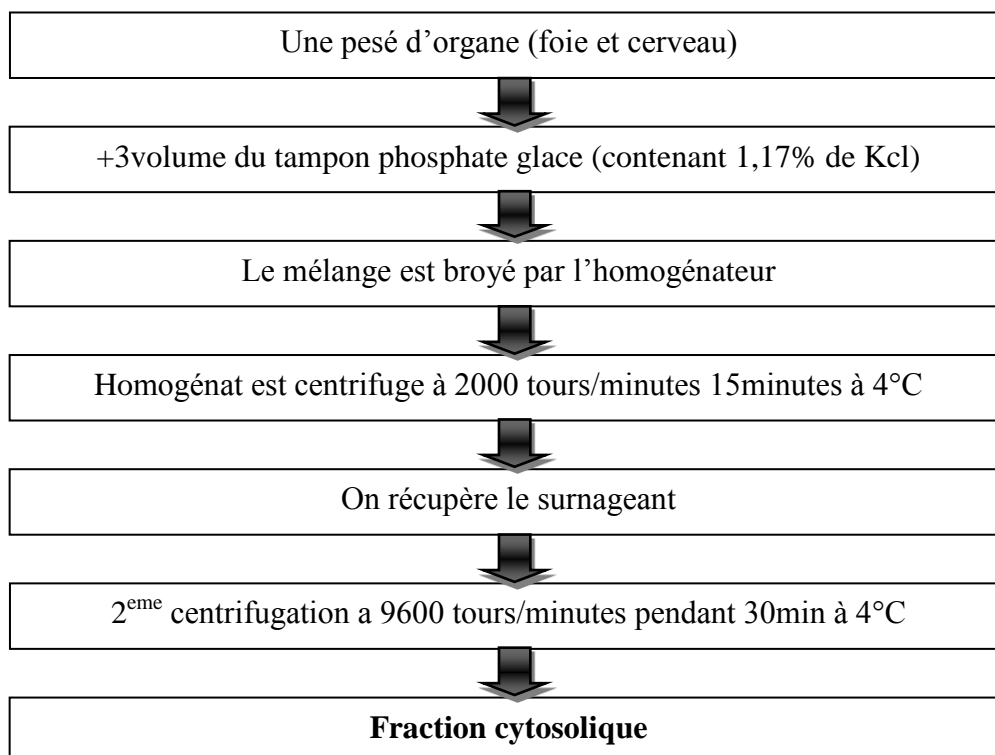 Une pesé d’organe (foie et cerveau)
+3volume du tampon phosphate glace (contenant 1,17% de Kcl)
Le mélange est broyé par l’homogénateur
Homogénat est centrifuge à 2000 tours/minutes 15minutes à 4°C
On récupère le surnageant
2eme centrifugation a 9600 tours/minutes pendant 30min à 4°C
Fraction cytosolique